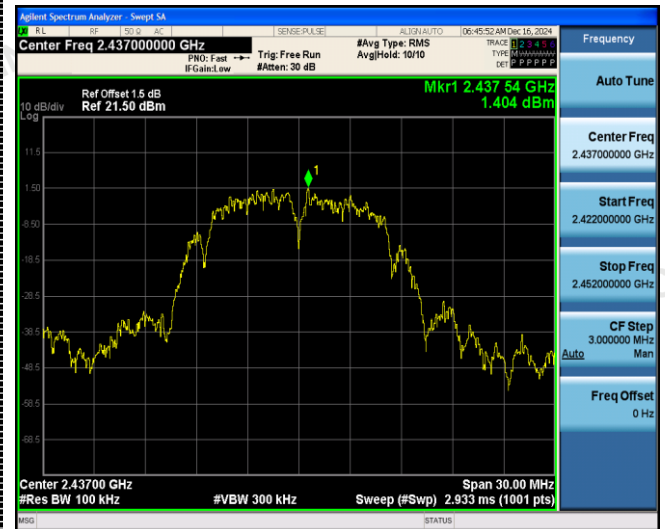 Agilent Spectrum Analyzer - Swept SA
RL RF 50 Ω AC SENSE:PULSE ALIGN AUTO 06:45:52 AM Dec 16, 2024
Center Freq 2.437000000 GHz
PNO: Fast
IFGain:Low
Trig: Free Run
#Atten: 30 dB
#Avg Type: RMS
Avg|Hold: 10/10
TRACE 1 2 3 4 5 6
TYPE
DET P P P P P P
Mkr1 2.437 54 GHz
1.404 dBm
Ref Offset 1.5 dB
10 dB/div Ref 21.50 dBm
Log
11.5
1
1.50
-8.50
-18.5
-28.5
-38.5
-48.5
-58.5
-68.5
Center 2.43700 GHz Span 30.00 MHz
#Res BW 100 kHz #VBW 300 kHz Sweep (#Swp) 2.933 ms (1001 pts)
MSG STATUS
Frequency
Auto Tune
Center Freq
2.437000000 GHz
Start Freq
2.422000000 GHz
Stop Freq
2.452000000 GHz
CF Step
3.000000 MHz
Auto Man
Freq Offset
0 Hz